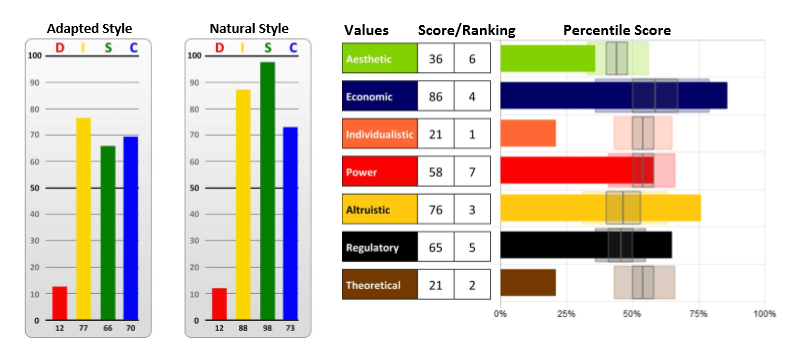 Adapted Style
D I S C
100
90
80
70
60
50
40
30
20
10
0
12 77 66 70
Natural Style
D I S C
100
90
80
70
60
50
40
30
20
10
0
12 88 98 73
Values Score/Ranking Percentile Score
Aesthetic 36 6
Economic 86 4
Individualistic 21 1
Power 58 7
Altruistic 76 3
Regulatory 65 5
Theoretical 21 2
0% 25% 50% 75% 100%